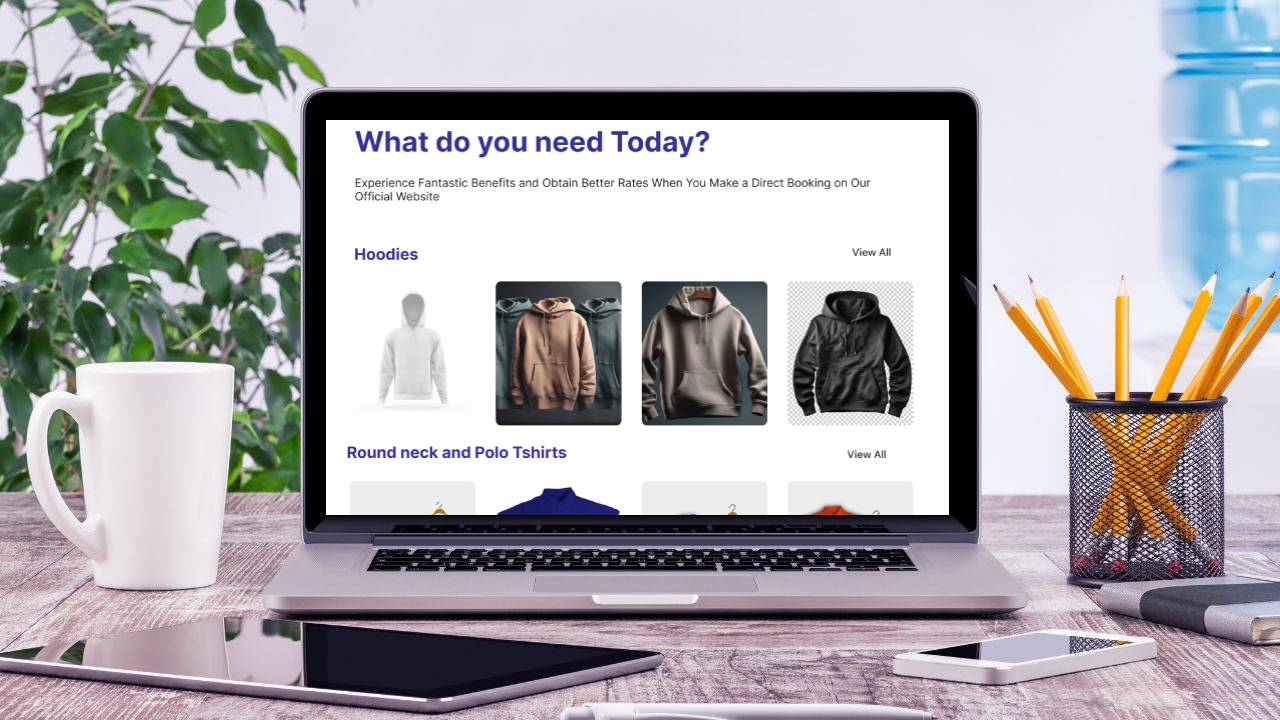 What do you need Today?
Experience Fantastic Benefits and Obtain Better Rates When You Make a Direct Booking on Our
Official Website
Hoodies
View All
Round neck and Polo Tshirts
View All